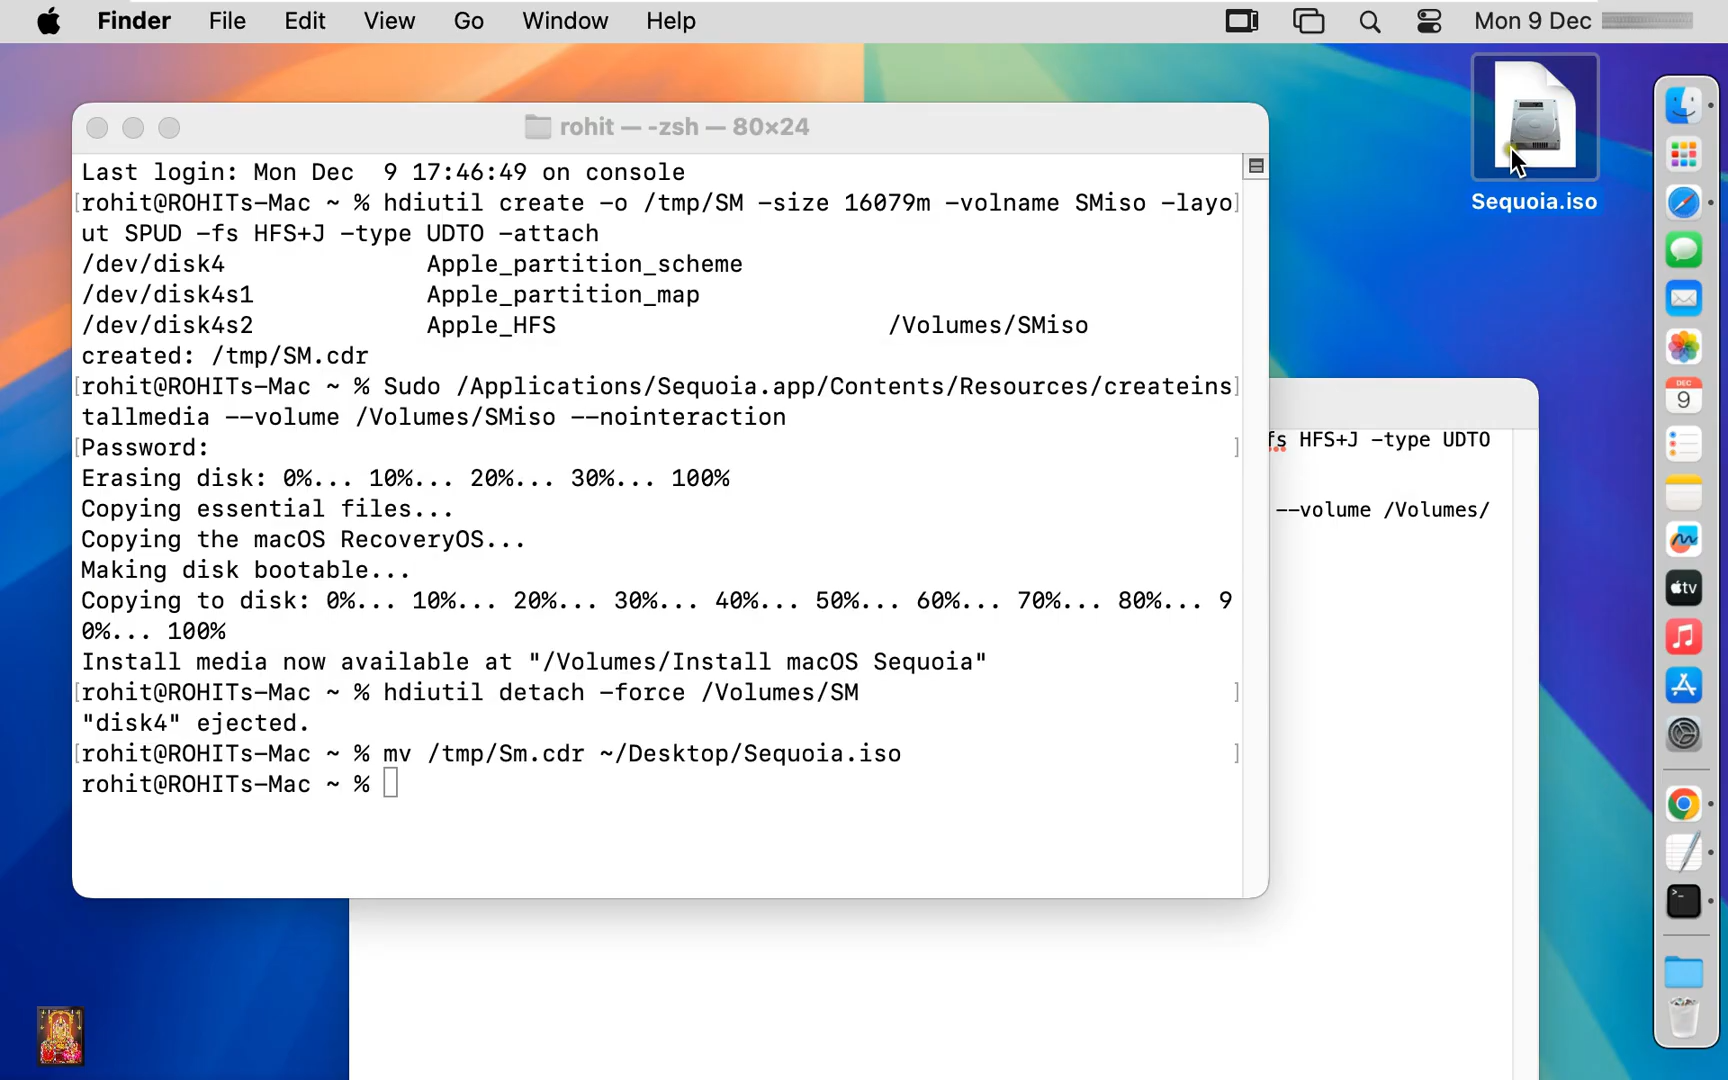 Finder File Edit View Go Window Help Mon 9 Dec
rohit — -zsh — 80×24
Last login: Mon Dec  9 17:46:49 on console
[rohit@ROHITs-Mac ~ % hdiutil create -o /tmp/SM -size 16079m -volname SMiso -layo]
ut SPUD -fs HFS+J -type UDTO -attach
/dev/disk4              Apple_partition_scheme
/dev/disk4s1            Apple_partition_map
/dev/disk4s2            Apple_HFS                       /Volumes/SMiso
created: /tmp/SM.cdr
[rohit@ROHITs-Mac ~ % Sudo /Applications/Sequoia.app/Contents/Resources/createins]
tallmedia --volume /Volumes/SMiso --nointeraction
[Password: ]
Erasing disk: 0%... 10%... 20%... 30%... 100%
Copying essential files...
Copying the macOS RecoveryOS...
Making disk bootable...
Copying to disk: 0%... 10%... 20%... 30%... 40%... 50%... 60%... 70%... 80%... 9
0%... 100%
Install media now available at "/Volumes/Install macOS Sequoia"
[rohit@ROHITs-Mac ~ % hdiutil detach -force /Volumes/SM ]
"disk4" ejected.
[rohit@ROHITs-Mac ~ % mv /tmp/Sm.cdr ~/Desktop/Sequoia.iso ]
rohit@ROHITs-Mac ~ %
fs HFS+J -type UDTO
--volume /Volumes/
Sequoia.iso
DEC
9
tv